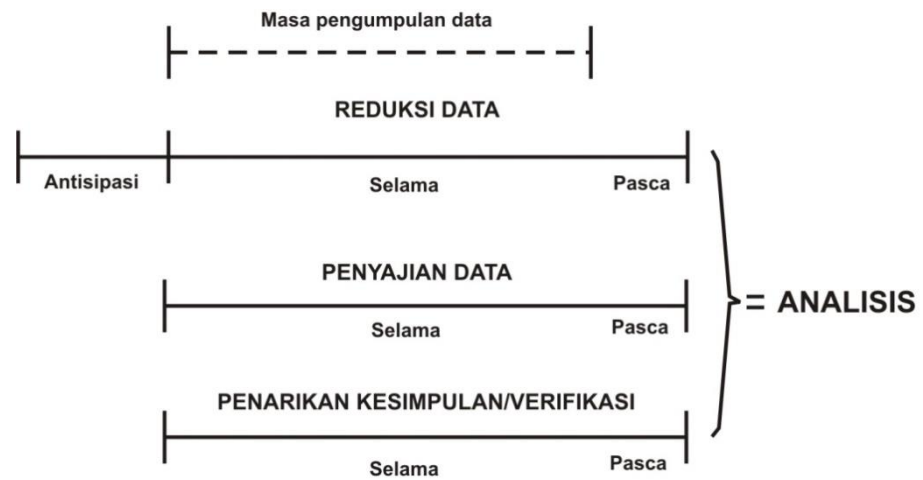 Masa pengumpulan data
REDUKSI DATA
Antisipasi Selama Pasca
PENYAJIAN DATA
Selama Pasca
= ANALISIS
PENARIKAN KESIMPULAN/VERIFIKASI
Selama Pasca